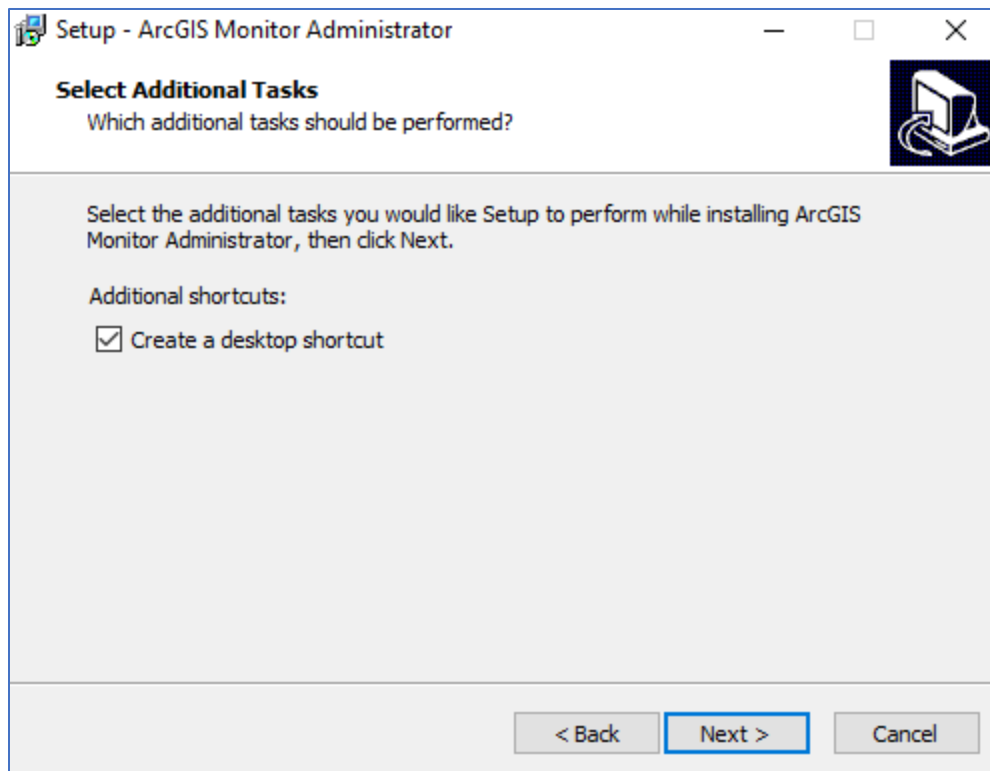 Setup - ArcGIS Monitor Administrator
Select Additional Tasks
Which additional tasks should be performed?
Select the additional tasks you would like Setup to perform while installing ArcGIS
Monitor Administrator, then click Next.
Additional shortcuts:
Create a desktop shortcut
< Back Next > Cancel